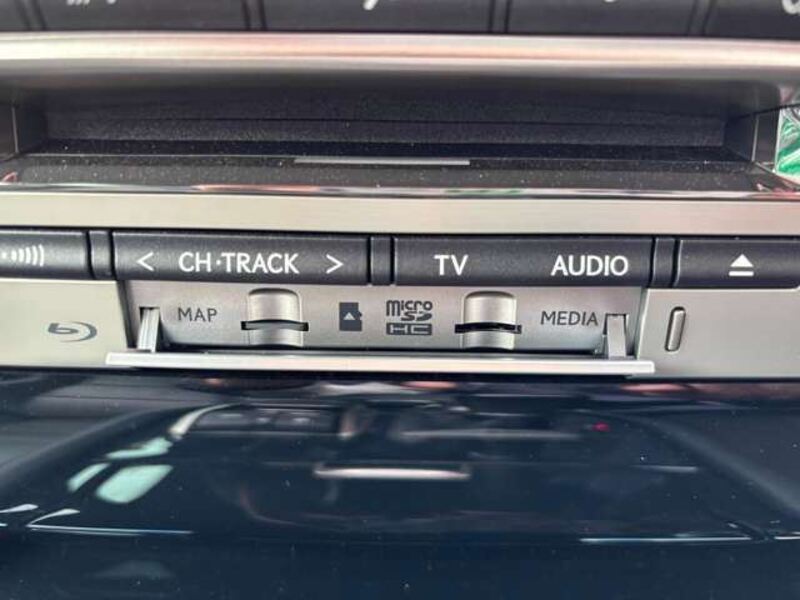 < CH·TRACK > TV AUDIO
MAP micro SD HC MEDIA